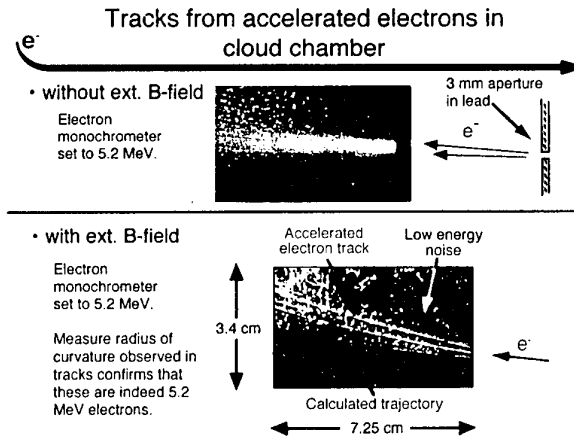 Tracks from accelerated electrons in
cloud chamber
e-
• without ext. B-field
Electron
monochrometer
set to 5.2 MeV.
3 mm aperture
in lead
e-
• with ext. B-field
Accelerated
electron track
Low energy
noise
Electron
monochrometer
set to 5.2 MeV.
Measure radius of
curvature observed in
tracks confirms that
these are indeed 5.2
MeV electrons.
3.4 cm
e-
Calculated trajectory
7.25 cm